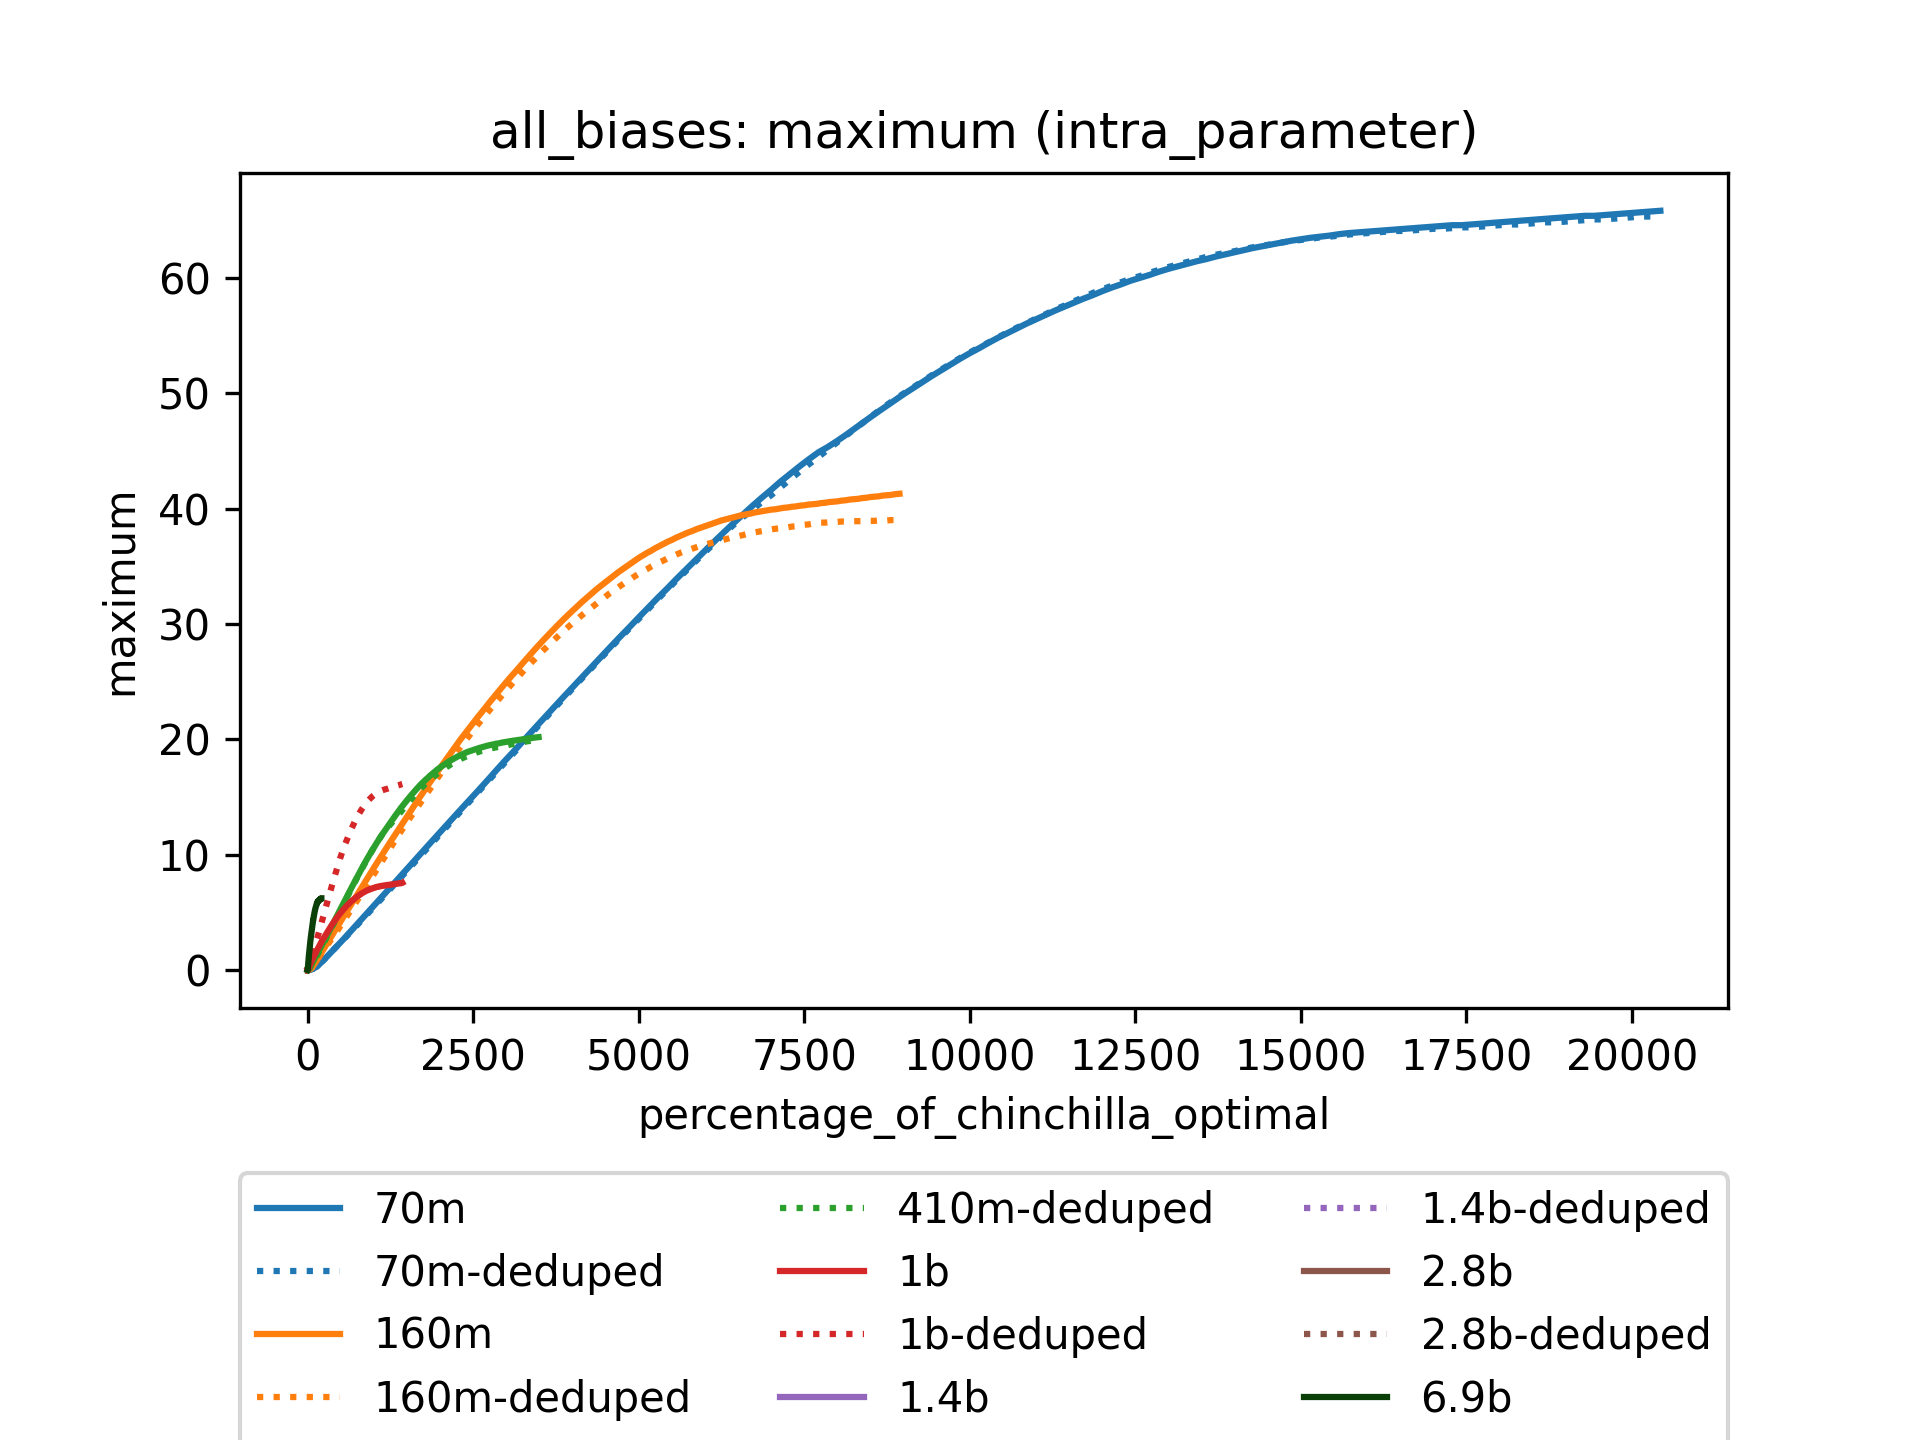 all_biases: maximum (intra_parameter)
60
50
40
30
20
10
0
maximum
0 2500 5000 7500 10000 12500 15000 17500 20000
percentage_of_chinchilla_optimal
70m
70m-deduped
160m
160m-deduped
410m-deduped
1b
1b-deduped
1.4b
1.4b-deduped
2.8b
2.8b-deduped
6.9b